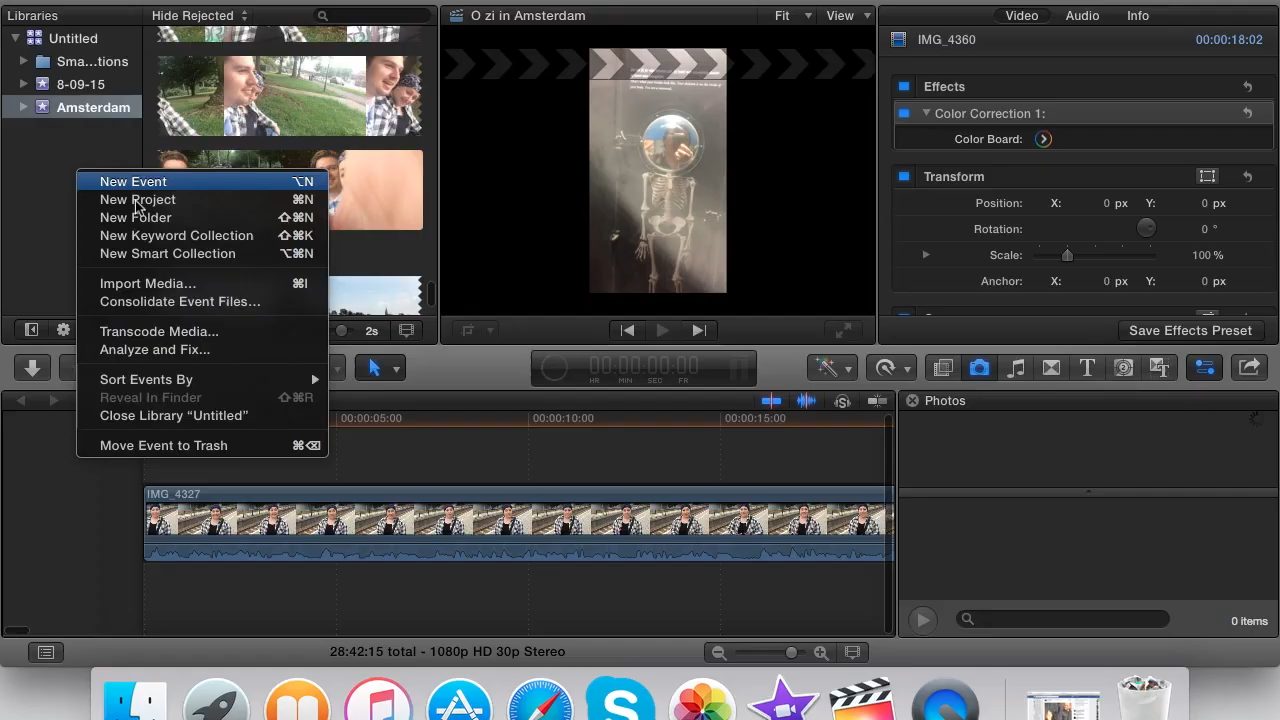 Libraries
Hide Rejected
O zi in Amsterdam
Fit
View
Video
Audio
Info
Untitled
Sma...tions
8-09-15
Amsterdam
IMG_4360
00:00:18:02
Effects
Color Correction 1:
Color Board:
Transform
Position: X: 0 px Y: 0 px
Rotation: 0 °
Scale: 100 %
Anchor: X: 0 px Y: 0 px
New Event ⌥N
New Project ⌘N
New Folder ⇧⌘N
New Keyword Collection ⇧⌘K
New Smart Collection ⌥⌘N
Import Media... ⌘I
Consolidate Event Files...
Transcode Media...
Analyze and Fix...
Sort Events By
Reveal In Finder ⇧⌘R
Close Library “Untitled”
Move Event to Trash ⌘⌫
2s
Save Effects Preset
00:00:00:00
HR MIN SEC FR
00:00:05:00
00:00:10:00
00:00:15:00
Photos
IMG_4327
0 items
28:42:15 total - 1080p HD 30p Stereo